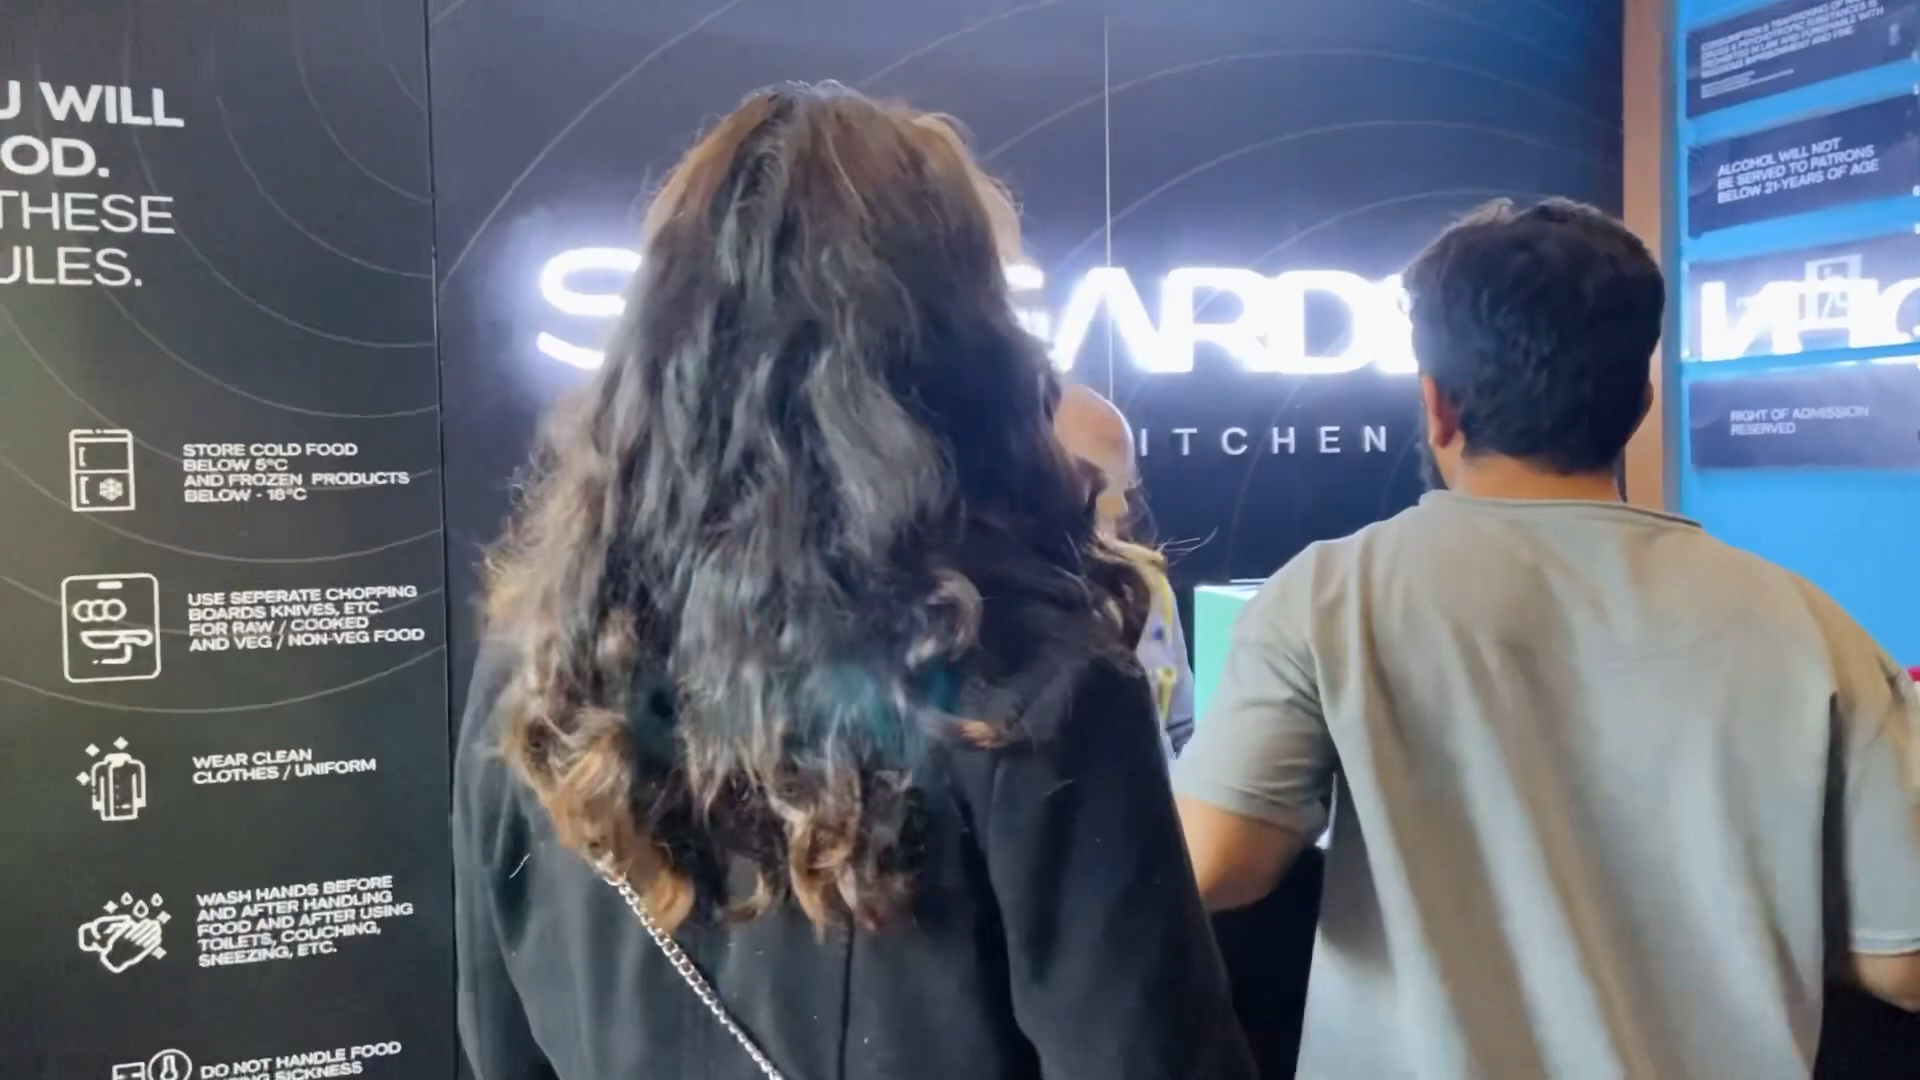 U WILL
OD.
THESE
ULES.
STORE COLD FOOD
BELOW 5°C
AND FROZEN PRODUCTS
BELOW - 18°C
USE SEPERATE CHOPPING
BOARDS KNIVES, ETC.
FOR RAW / COOKED
AND VEG / NON-VEG FOOD
WEAR CLEAN
CLOTHES / UNIFORM
WASH HANDS BEFORE
AND AFTER HANDLING
FOOD AND AFTER USING
TOILETS, COUCHING,
SNEEZING, ETC.
DO NOT HANDLE FOOD
SICKNESS
S
GARDE
ITCHEN
ALCOHOL WILL NOT
BE SERVED TO PATRONS
BELOW 21-YEARS OF AGE
RIGHT OF ADMISSION
RESERVED